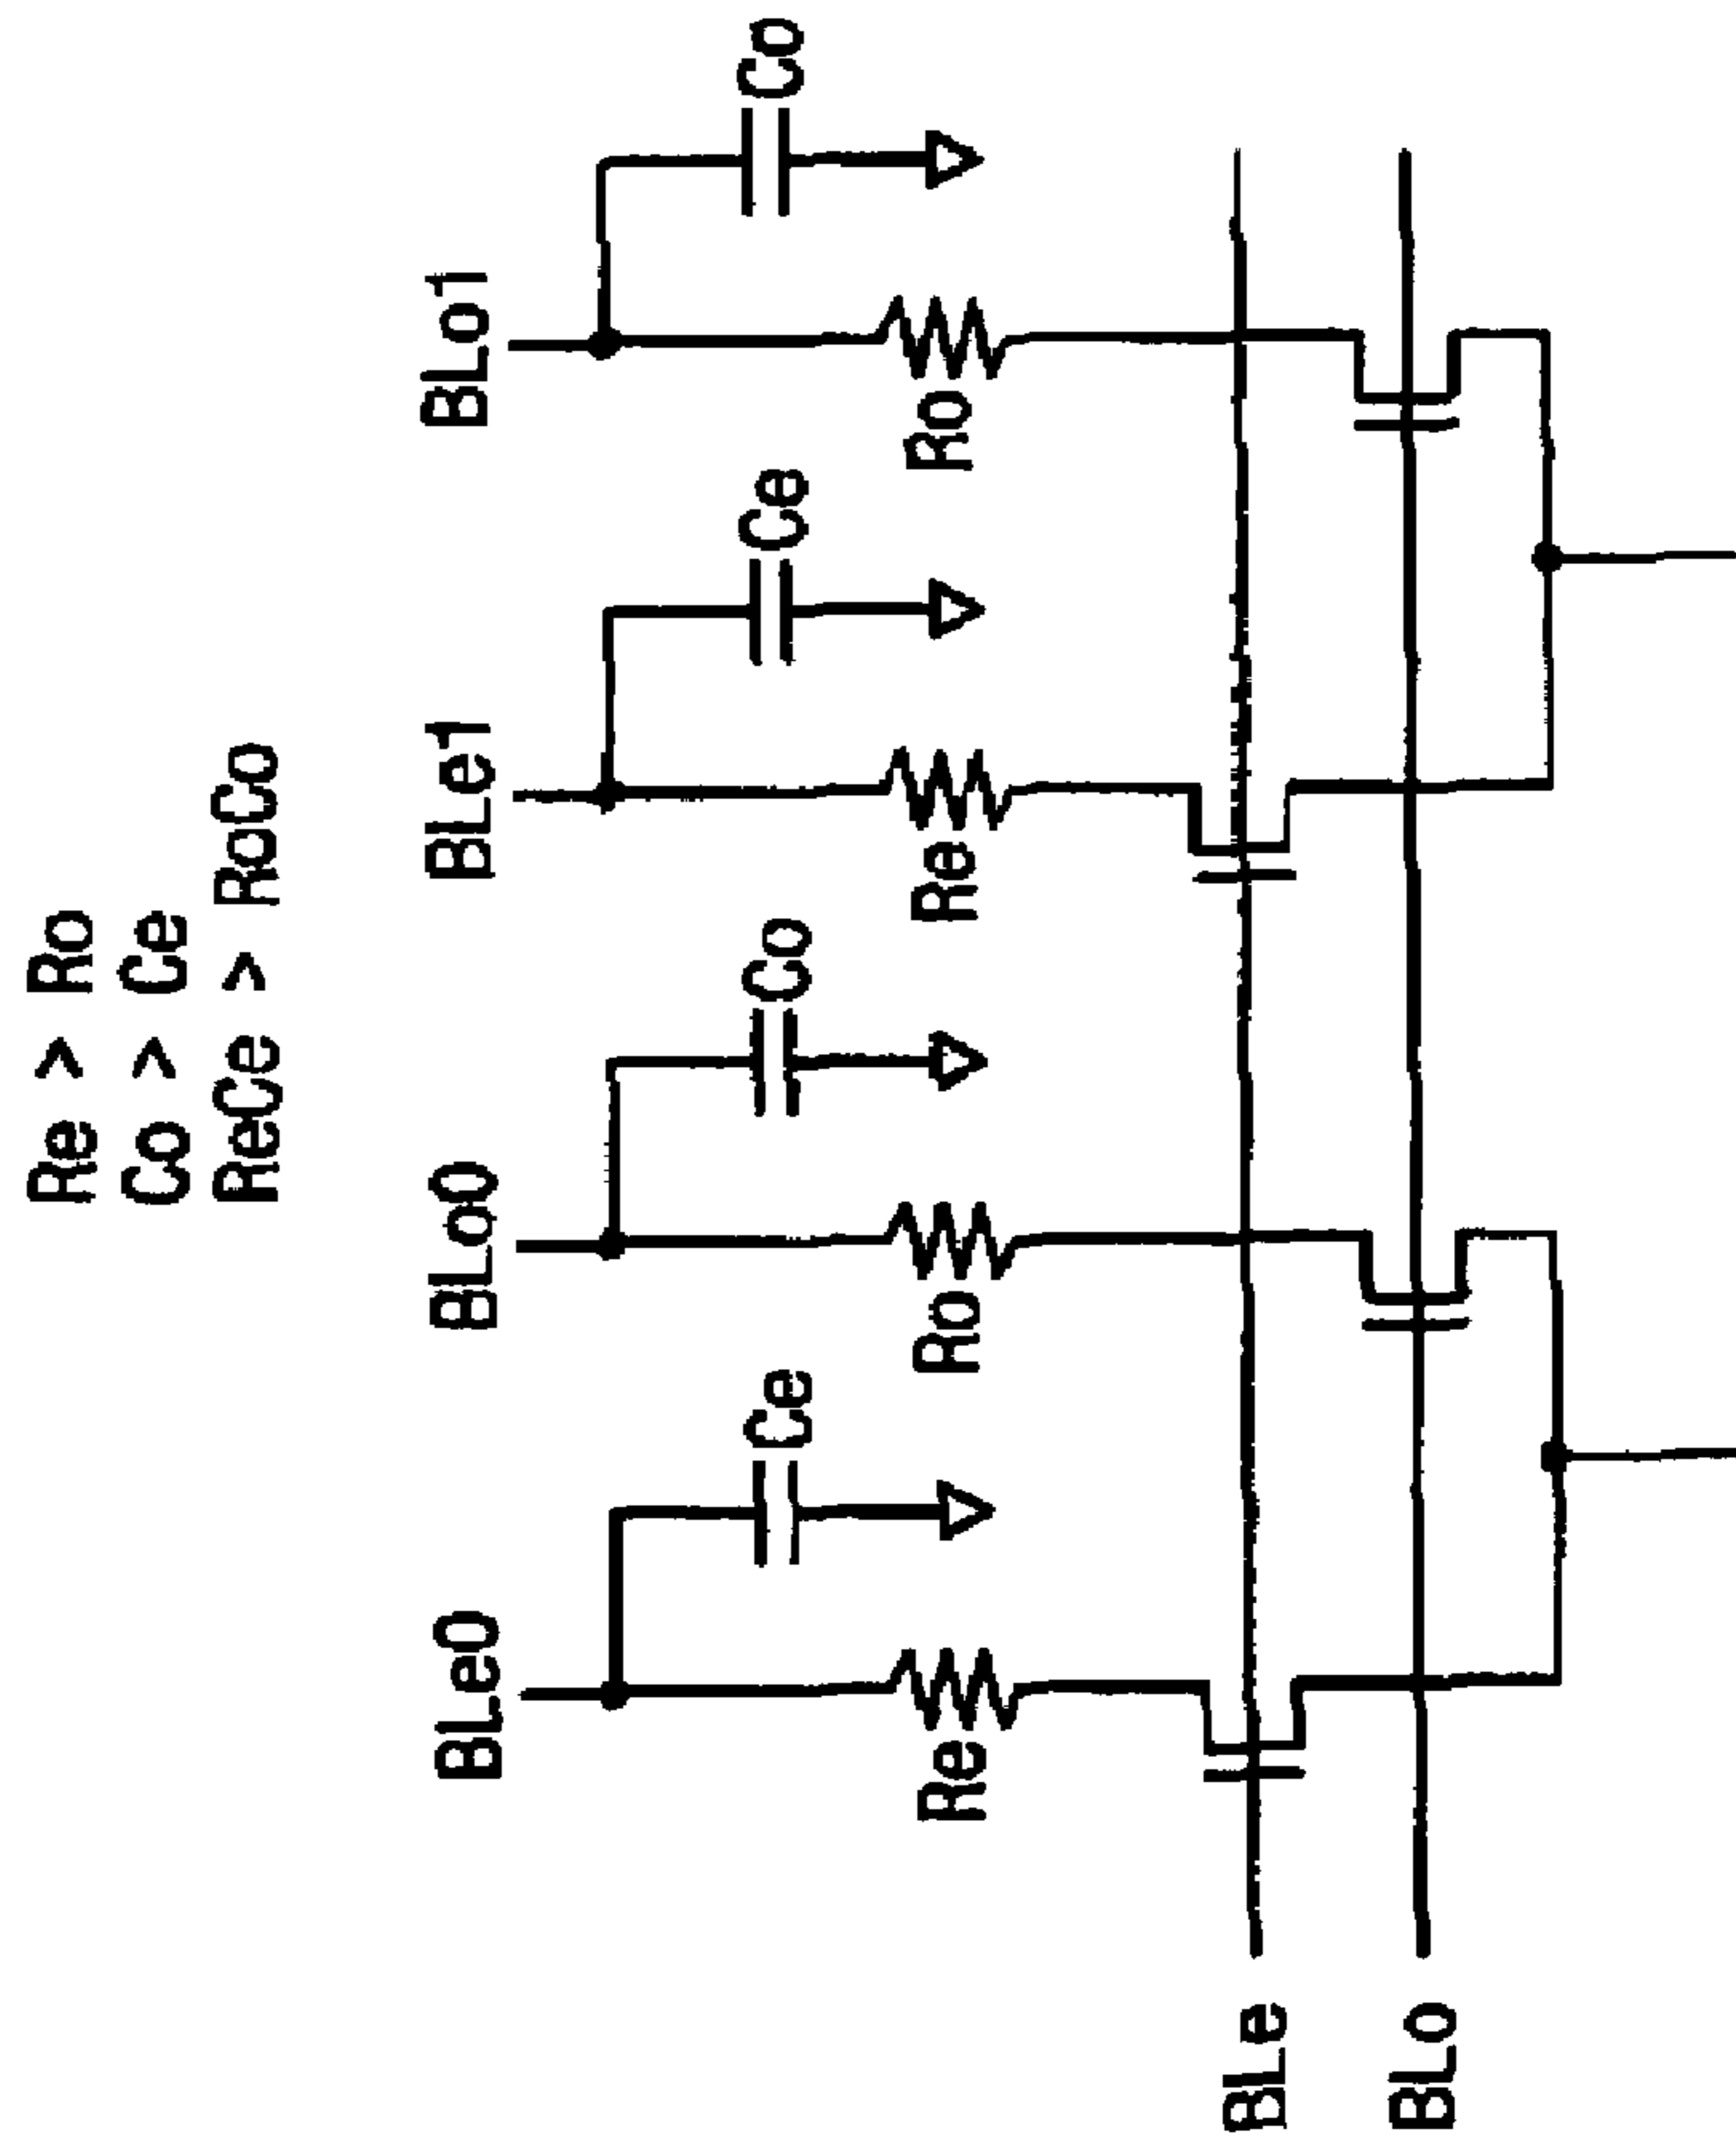 Re > Ro
Co > Ce
ReCe > RoCo
BLe0
BLo0
BLe1
BLo1
Ce
Co
Ce
Co
Re
Ro
Re
Ro
BLe
BLo